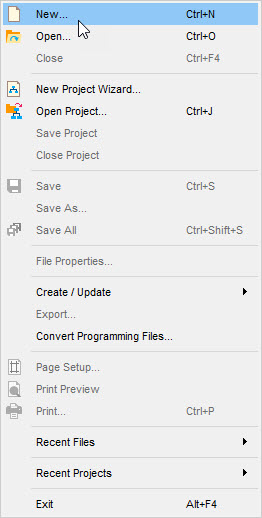 New... Ctrl+N
Open... Ctrl+O
Close Ctrl+F4
New Project Wizard...
Open Project... Ctrl+J
Save Project
Close Project
Save Ctrl+S
Save As...
Save All Ctrl+Shift+S
File Properties...
Create / Update
Export...
Convert Programming Files...
Page Setup...
Print Preview
Print... Ctrl+P
Recent Files
Recent Projects
Exit Alt+F4